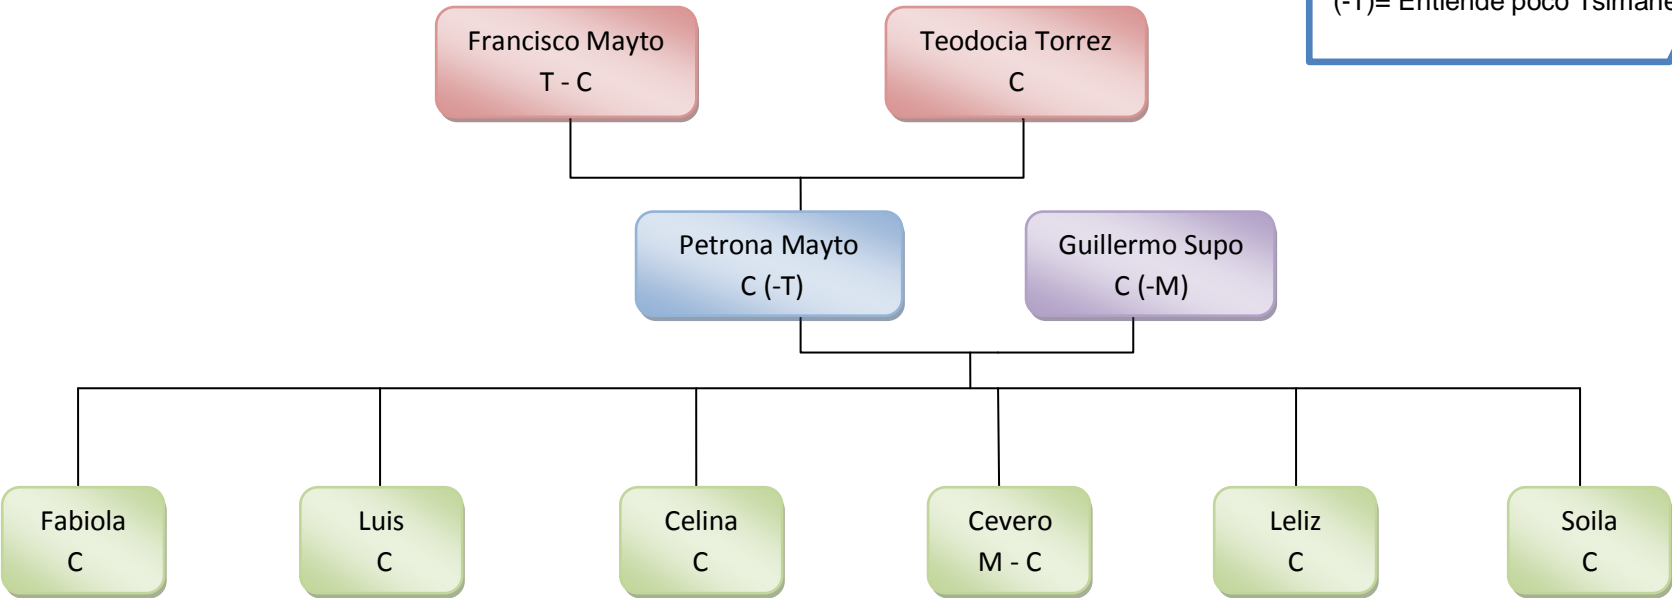 (-T)= Entiende poco Tsimane
Francisco Mayto
T - C
Teodocia Torrez
C
Petrona Mayto
C (-T)
Guillermo Supo
C (-M)
Fabiola
C
Luis
C
Celina
C
Cevero
M - C
Leliz
C
Soila
C